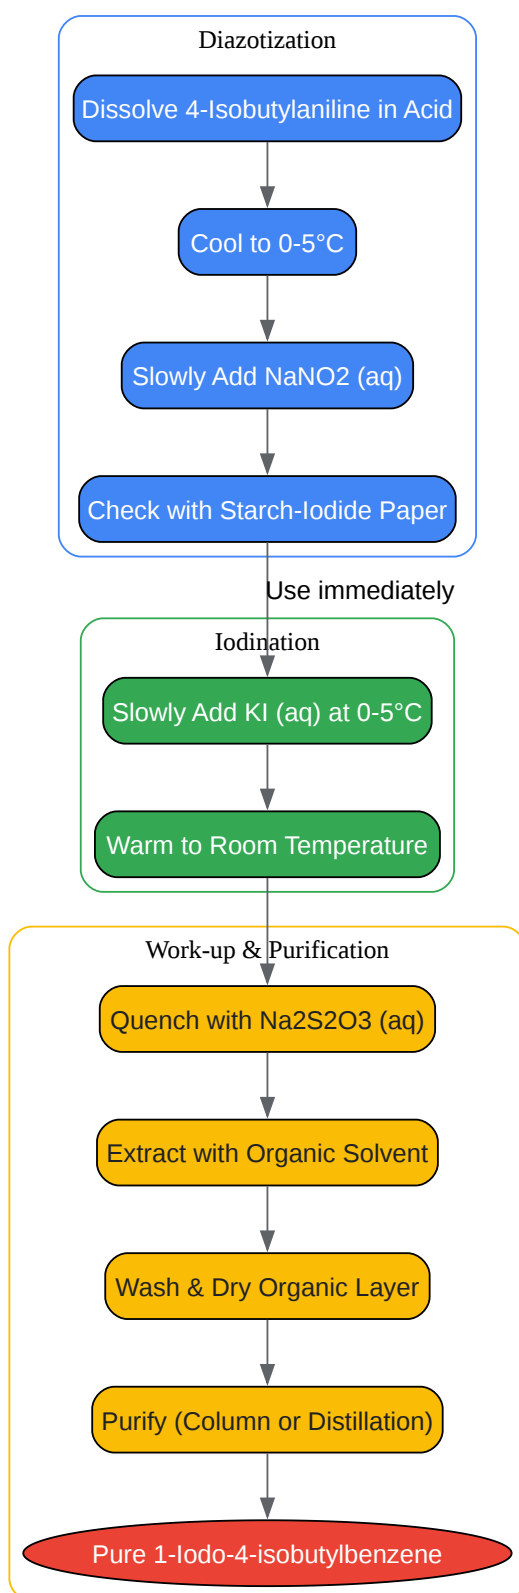 Diazotization
Dissolve 4-Isobutylaniline in Acid
Cool to 0-5°C
Slowly Add NaNO2 (aq)
Check with Starch-Iodide Paper
Use immediately
Iodination
Slowly Add KI (aq) at 0-5°C
Warm to Room Temperature
Work-up & Purification
Quench with Na2S2O3 (aq)
Extract with Organic Solvent
Wash & Dry Organic Layer
Purify (Column or Distillation)
Pure 1-Iodo-4-isobutylbenzene